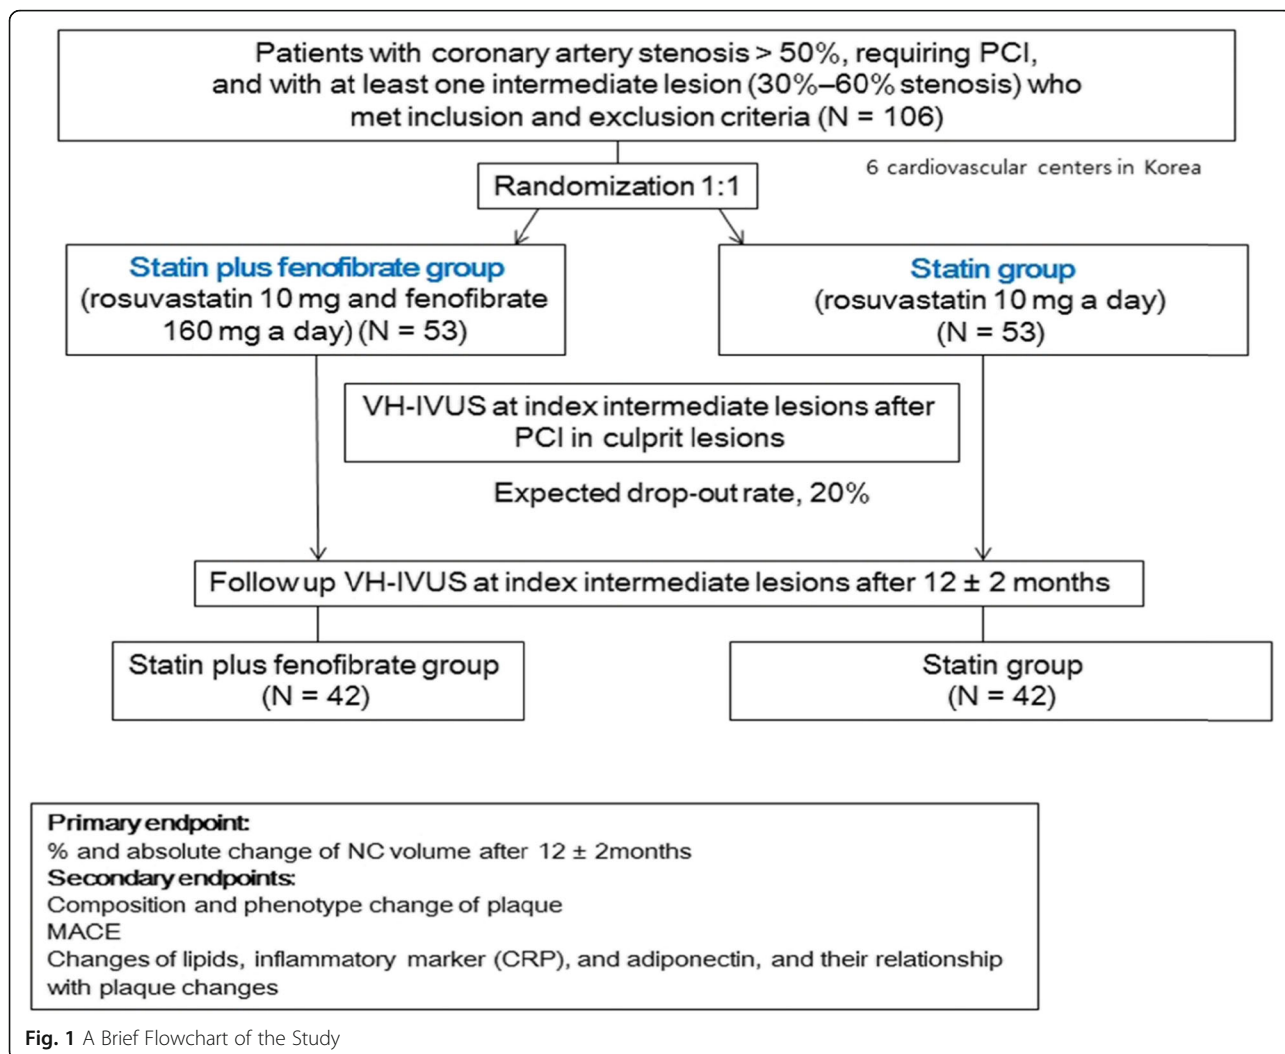 Patients with coronary artery stenosis > 50%, requiring PCI,
and with at least one intermediate lesion (30%–60% stenosis) who
met inclusion and exclusion criteria (N = 106)
6 cardiovascular centers in Korea
Randomization 1:1
Statin plus fenofibrate group
(rosuvastatin 10 mg and fenofibrate
160 mg a day) (N = 53)
Statin group
(rosuvastatin 10 mg a day)
(N = 53)
VH-IVUS at index intermediate lesions after
PCI in culprit lesions
Expected drop-out rate, 20%
Follow up VH-IVUS at index intermediate lesions after 12 ± 2 months
Statin plus fenofibrate group
(N = 42)
Statin group
(N = 42)
Primary endpoint:
% and absolute change of NC volume after 12 ± 2months
Secondary endpoints:
Composition and phenotype change of plaque
MACE
Changes of lipids, inflammatory marker (CRP), and adiponectin, and their relationship
with plaque changes
Fig. 1 A Brief Flowchart of the Study